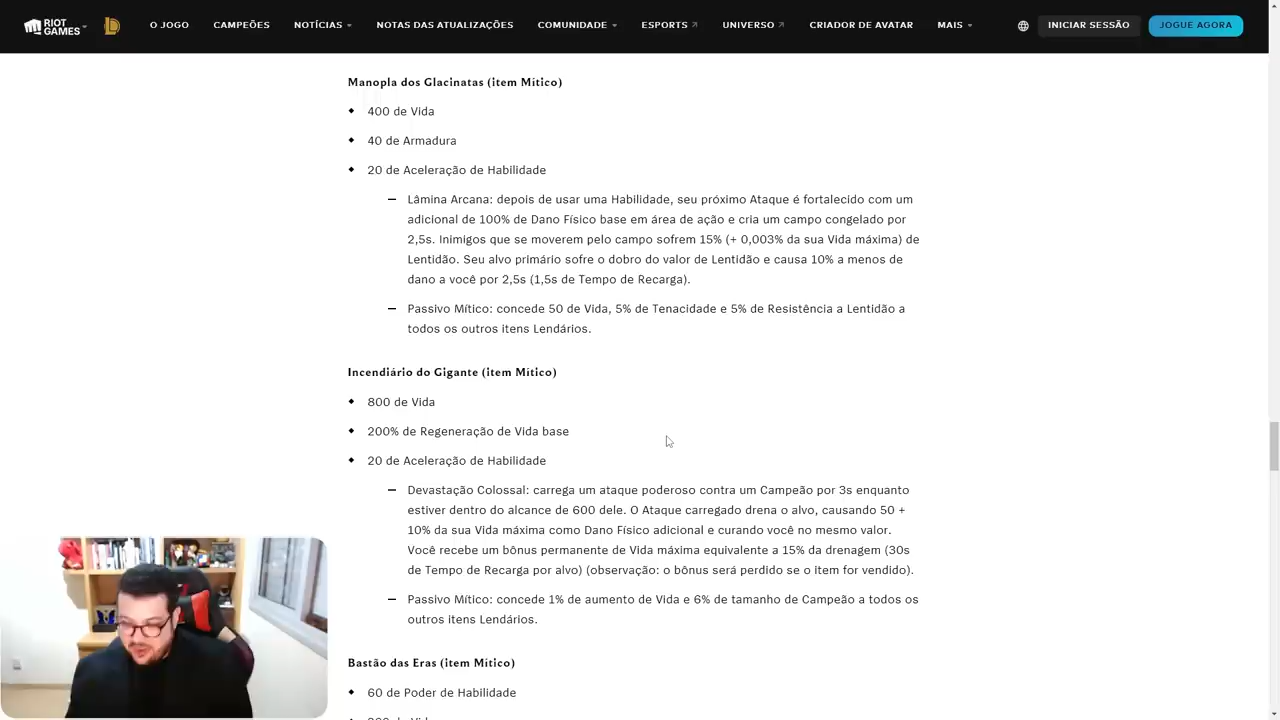 RIOT GAMES
O JOGO CAMPEÕES NOTÍCIAS NOTAS DAS ATUALIZAÇÕES COMUNIDADE ESPORTS UNIVERSO CRIADOR DE AVATAR MAIS INICIAR SESSÃO JOGUE AGORA
Manopla dos Glacinatas (item Mítico)
400 de Vida
40 de Armadura
20 de Aceleração de Habilidade
— Lâmina Arcana: depois de usar uma Habilidade, seu próximo Ataque é fortalecido com um
adicional de 100% de Dano Físico base em área de ação e cria um campo congelado por
2,5s. Inimigos que se moverem pelo campo sofrem 15% (+ 0,003% da sua Vida máxima) de
Lentidão. Seu alvo primário sofre o dobro do valor de Lentidão e causa 10% a menos de
dano a você por 2,5s (1,5s de Tempo de Recarga).
— Passivo Mítico: concede 50 de Vida, 5% de Tenacidade e 5% de Resistência a Lentidão a
todos os outros itens Lendários.
Incendiário do Gigante (item Mítico)
800 de Vida
200% de Regeneração de Vida base
20 de Aceleração de Habilidade
— Devastação Colossal: carrega um ataque poderoso contra um Campeão por 3s enquanto
estiver dentro do alcance de 600 dele. O Ataque carregado drena o alvo, causando 50 +
10% da sua Vida máxima como Dano Físico adicional e curando você no mesmo valor.
Você recebe um bônus permanente de Vida máxima equivalente a 15% da drenagem (30s
de Tempo de Recarga por alvo) (observação: o bônus será perdido se o item for vendido).
— Passivo Mítico: concede 1% de aumento de Vida e 6% de tamanho de Campeão a todos os
outros itens Lendários.
Bastão das Eras (item Mítico)
60 de Poder de Habilidade